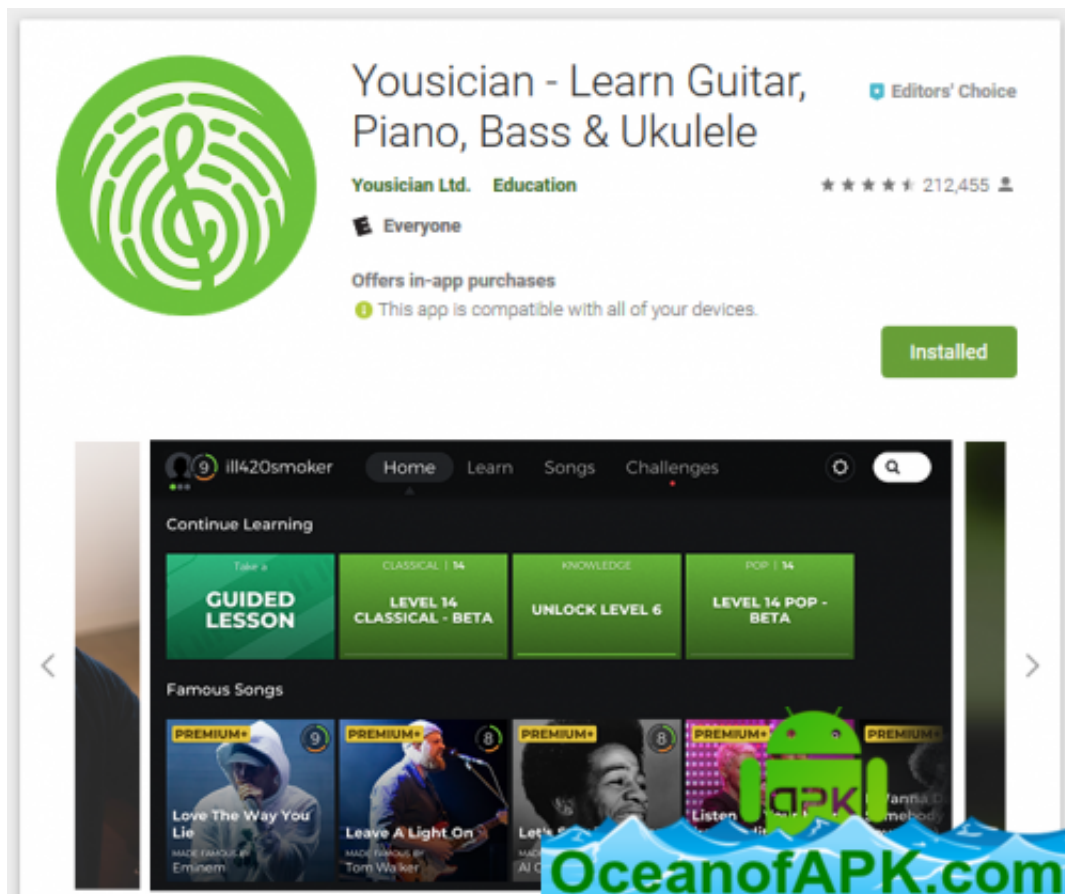 Yousician - Learn Guitar,
Piano, Bass & Ukulele
Editors' Choice
Yousician Ltd. Education
212,455
Everyone
Offers in-app purchases
This app is compatible with all of your devices.
Installed
9 ill420smoker Home Learn Songs Challenges
Continue Learning
Take a
GUIDED
LESSON
CLASSICAL | 14
LEVEL 14
CLASSICAL - BETA
KNOWLEDGE
UNLOCK LEVEL 6
POP | 14
LEVEL 14 POP -
BETA
Famous Songs
PREMIUM+ 9
Love The Way You
Lie
MADE FAMOUS BY
Eminem
PREMIUM+ 8
Leave A Light On
MADE FAMOUS BY
Tom Walker
PREMIUM+ 8
Let's
PREMIUM+
Listen
PREMIUM+
Somebody
APK
OceanofAPK.com